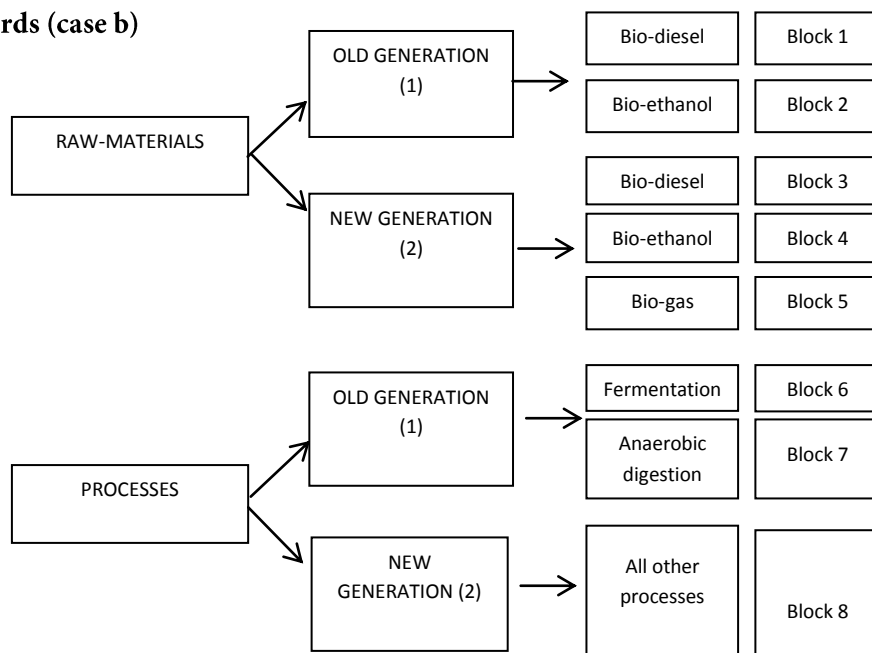 rds (case b)
OLD GENERATION
(1)
Bio-diesel
Block 1
Bio-ethanol
Block 2
RAW-MATERIALS
NEW GENERATION
(2)
Bio-diesel
Block 3
Bio-ethanol
Block 4
Bio-gas
Block 5
OLD GENERATION
(1)
Fermentation
Block 6
Anaerobic
digestion
Block 7
PROCESSES
NEW
GENERATION (2)
All other
processes
Block 8